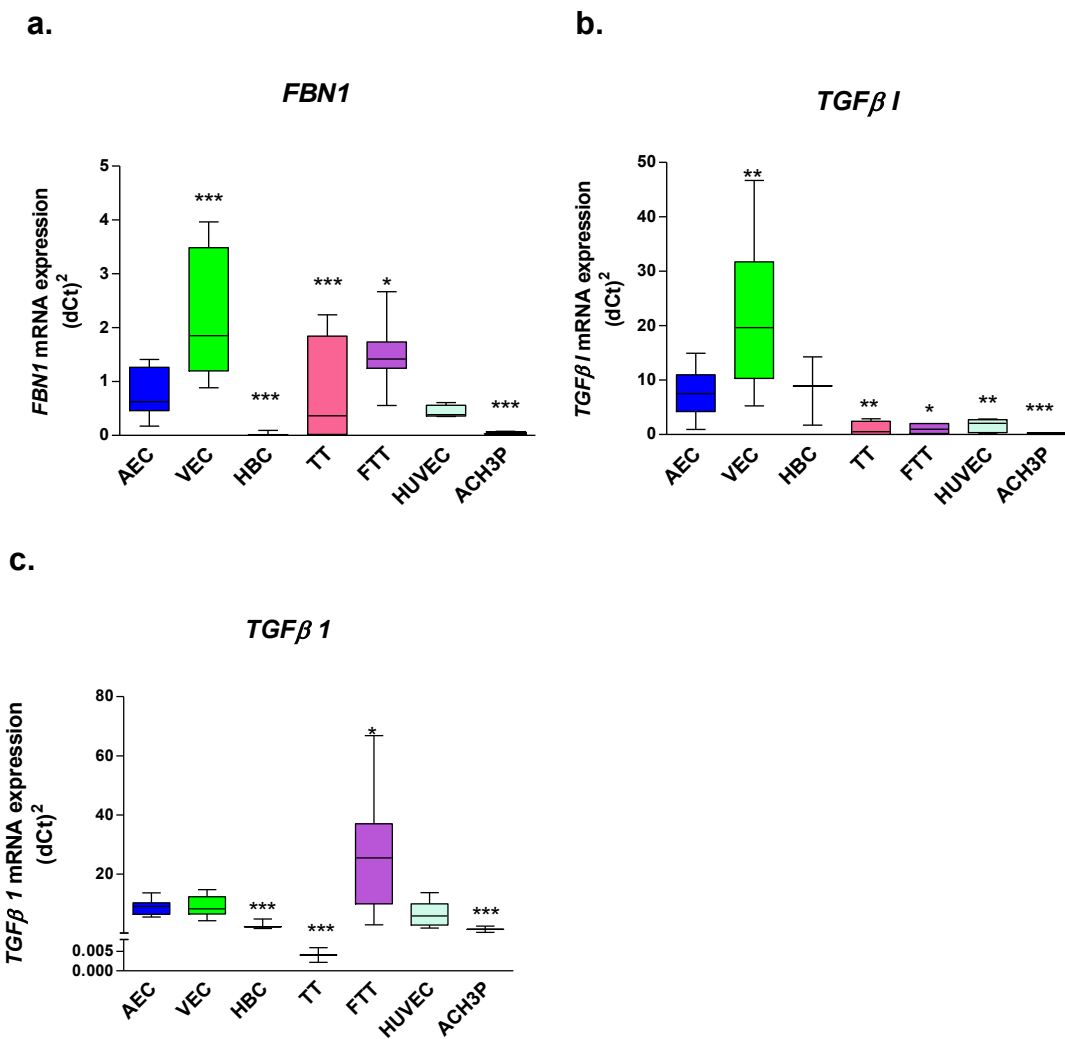 a.
FBN1
FBN1 mRNA expression
(dCt)2
5
4
3
2
1
0
***
***
***
*
***
AEC
VEC
HBC
TT
FTT
HUVEC
ACH3P
b.
TGFβ I
TGFβ I mRNA expression
(dCt)2
50
40
30
20
10
0
**
**
*
**
***
AEC
VEC
HBC
TT
FTT
HUVEC
ACH3P
c.
TGFβ 1
TGFβ 1 mRNA expression
(dCt)2
80
60
40
20
0.005
0.000
***
***
*
***
AEC
VEC
HBC
TT
FTT
HUVEC
ACH3P